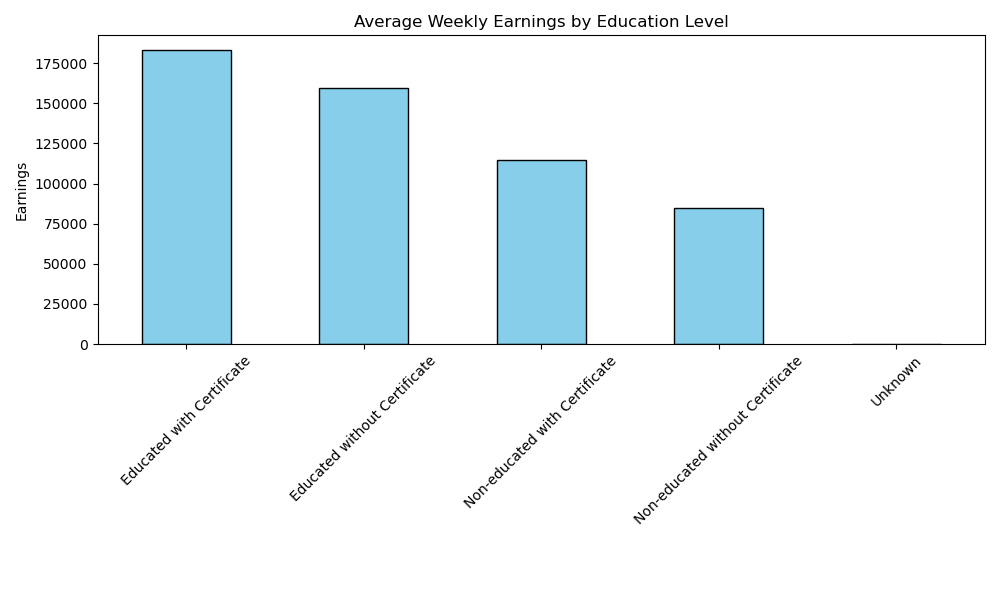 Average Weekly Earnings by Education Level
Earnings
175000
150000
125000
100000
75000
50000
25000
0
Educated with Certificate
Educated without Certificate
Non-educated with Certificate
Non-educated without Certificate
Unknown